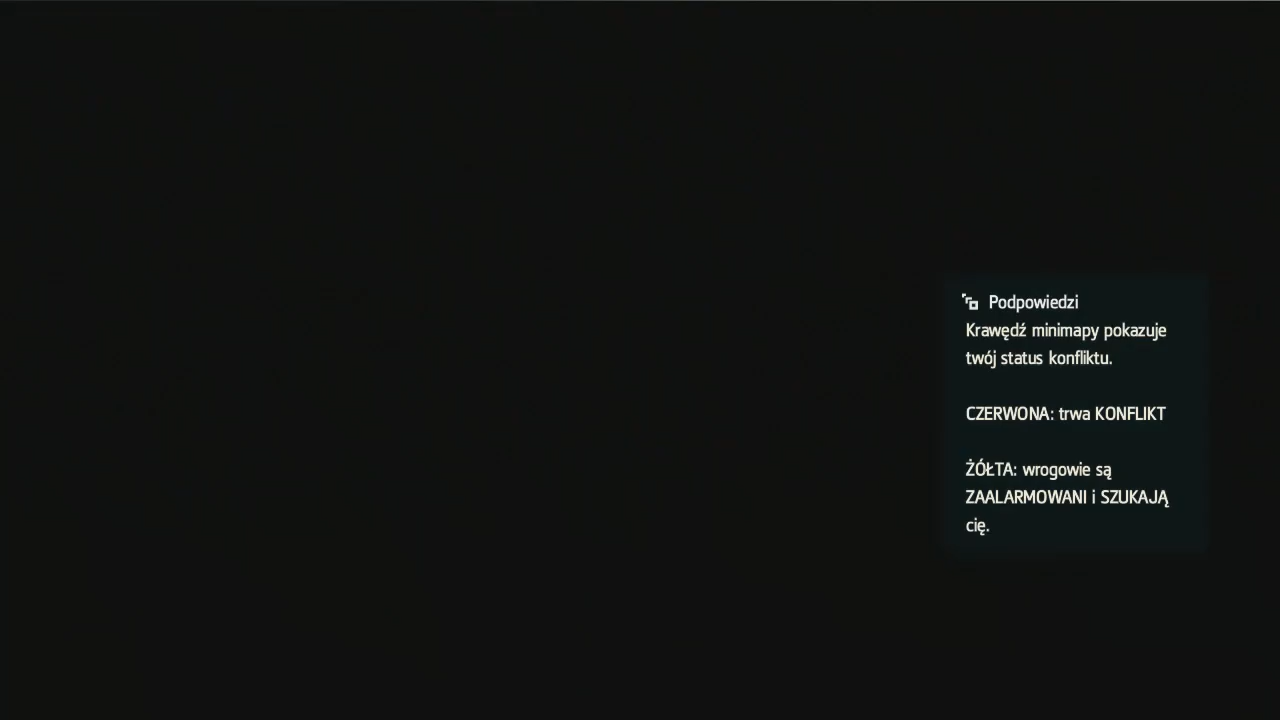 Podpowiedzi
Krawędź minimapy pokazuje
twój status konfliktu.
CZERWONA: trwa KONFLIKT
ŻÓŁTA: wrogowie są
ZAALARMOWANI i SZUKAJĄ
cię.